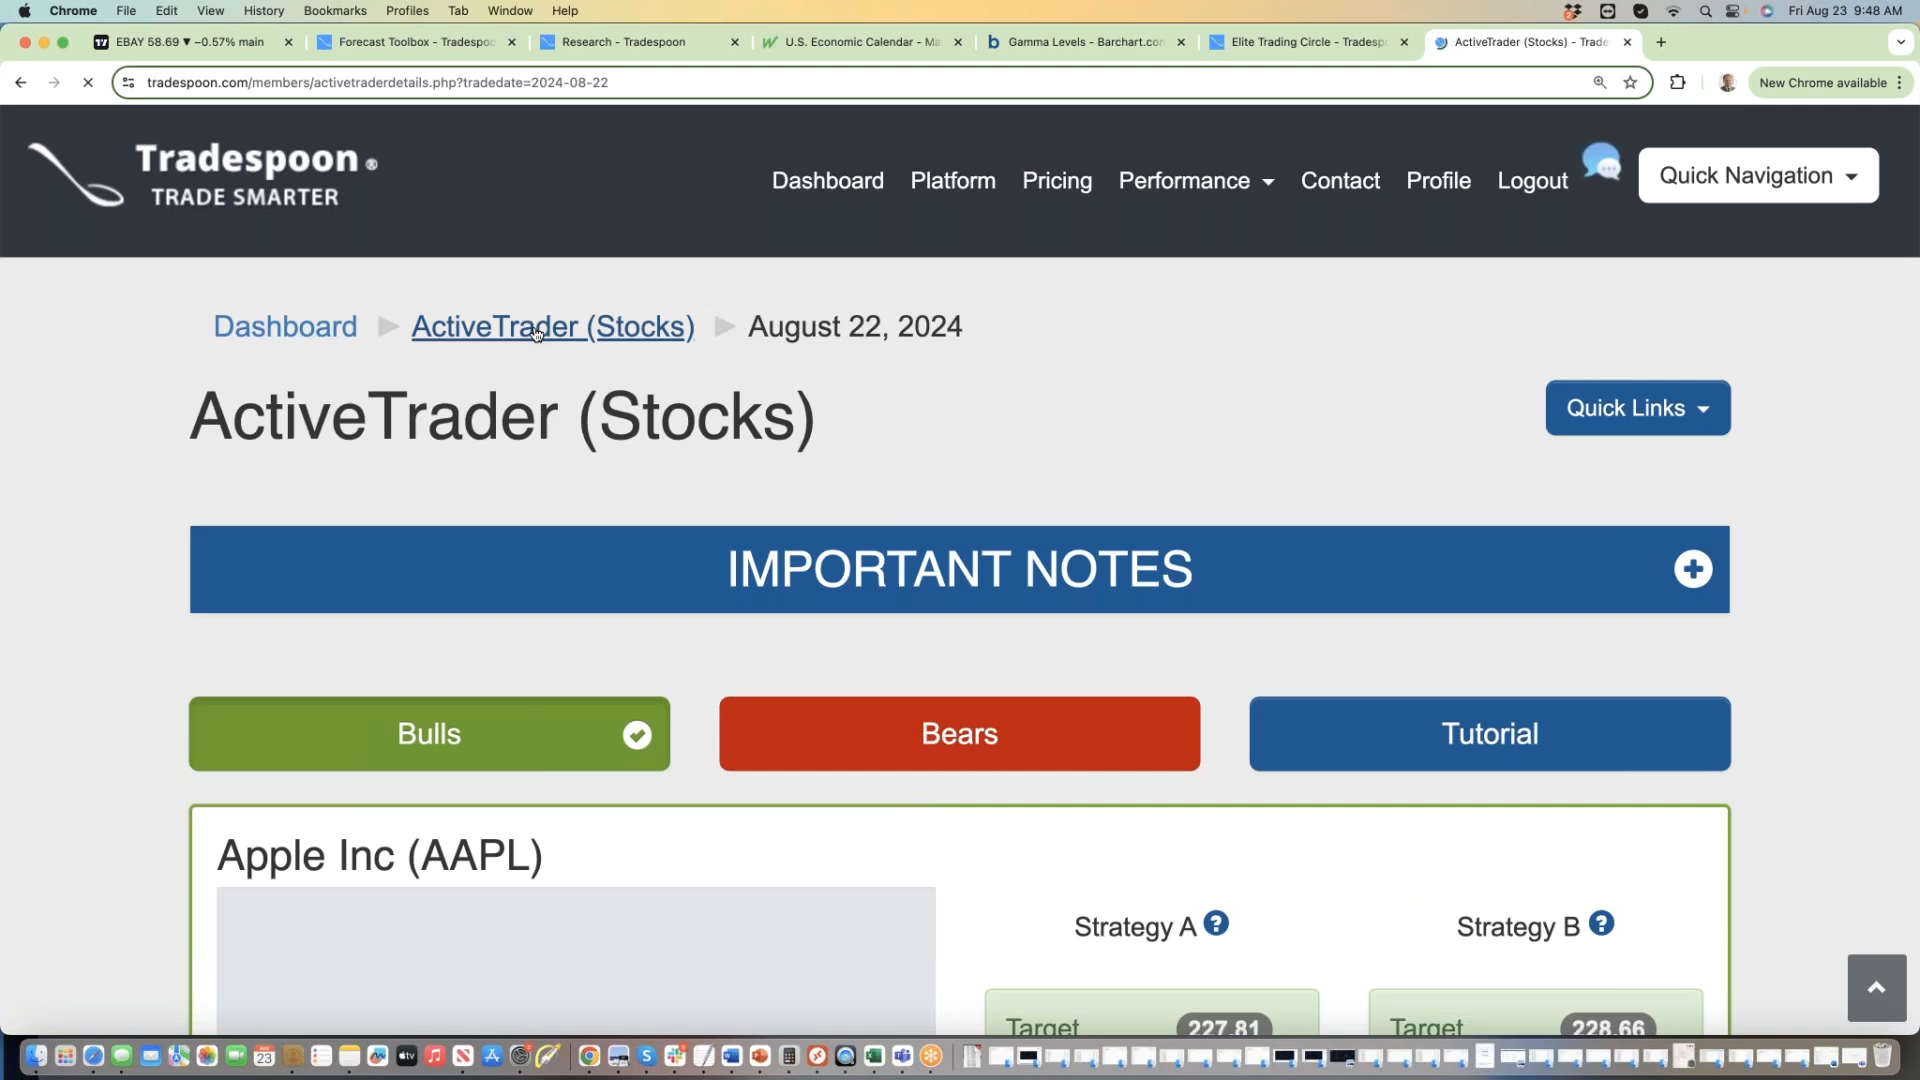 Chrome File Edit View History Bookmarks Profiles Tab Window Help Fri Aug 23 9:48 AM
EBAY 58.69 ▼ −0.57% main Forecast Toolbox - Tradespoo Research - Tradespoon U.S. Economic Calendar - Ma Gamma Levels - Barchart.con Elite Trading Circle - Tradesp ActiveTrader (Stocks) - Trade
tradespoon.com/members/activetraderdetails.php?tradedate=2024-08-22 New Chrome available
Tradespoon ®
TRADE SMARTER
Dashboard Platform Pricing Performance Contact Profile Logout Quick Navigation
Dashboard ActiveTrader (Stocks) August 22, 2024
ActiveTrader (Stocks)
Quick Links
IMPORTANT NOTES
Bulls Bears Tutorial
Apple Inc (AAPL)
Strategy A ? Strategy B ?
Target 227.81 Target 228.66